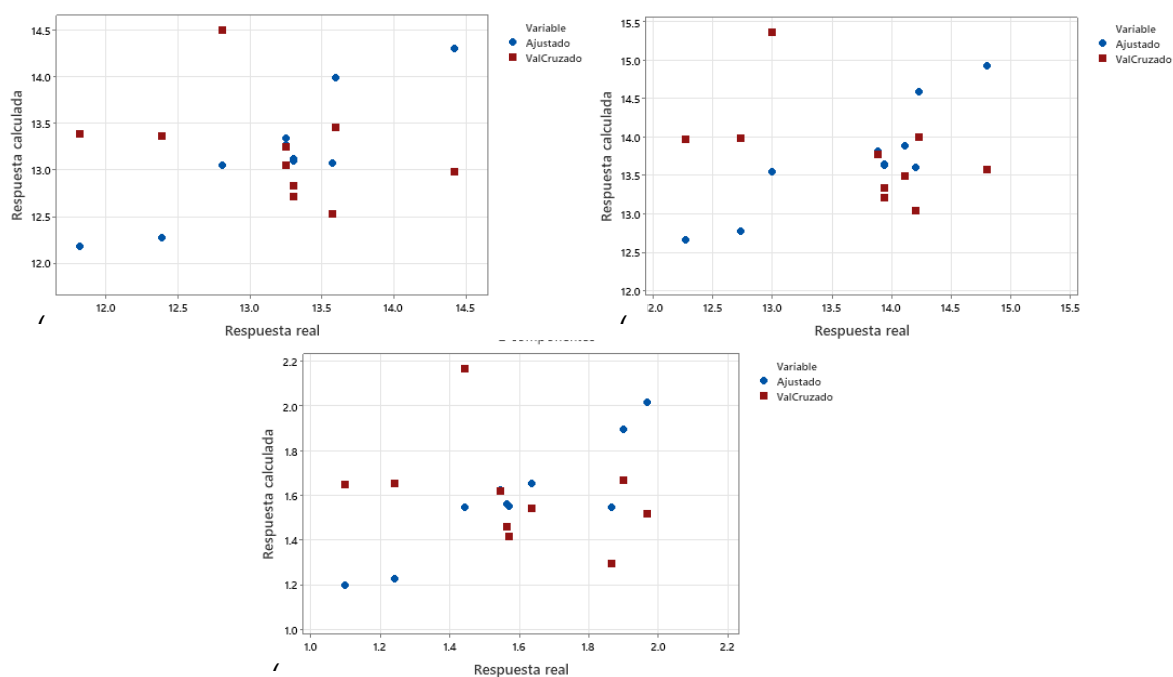 Respuesta calculada
14.5
14.0
13.5
13.0
12.5
12.0
12.0 12.5 13.0 13.5 14.0 14.5
Respuesta real
Variable
Ajustado
ValCruzado
Respuesta calculada
15.5
15.0
14.5
14.0
13.5
13.0
12.5
12.0
2.0 12.5 13.0 13.5 14.0 14.5 15.0 15.5
Respuesta real
Variable
Ajustado
ValCruzado
componentes
Respuesta calculada
2.2
2.0
1.8
1.6
1.4
1.2
1.0
1.0 1.2 1.4 1.6 1.8 2.0 2.2
Respuesta real
Variable
Ajustado
ValCruzado